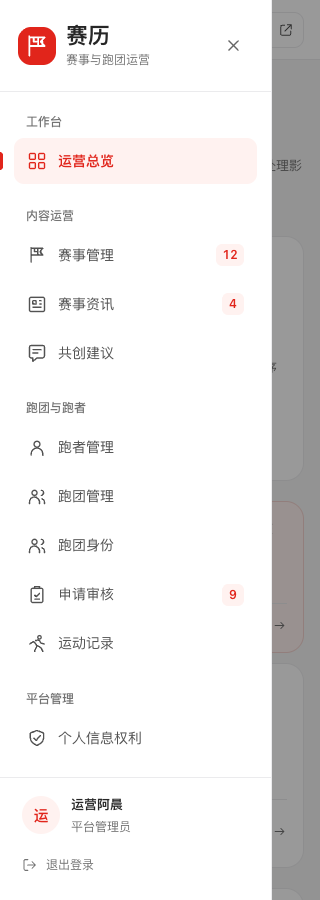 赛历
赛事与跑团运营
工作台
运营总览
处理影
内容运营
赛事管理 12
赛事资讯 4
共创建议
跑团与跑者
跑者管理
跑团管理
跑团身份
申请审核 9
运动记录
平台管理
个人信息权利
运
运营阿晨
平台管理员
退出登录